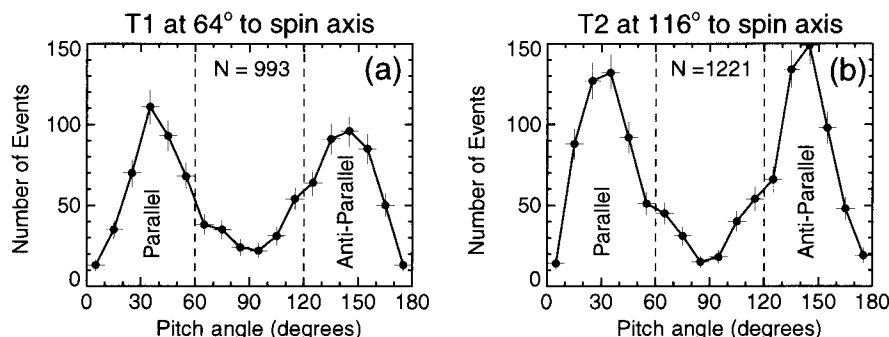 T1 at 64° to spin axis
150
100
50
0
Number of Events
N = 993
(a)
Parallel
Anti-Parallel
0 30 60 90 120 150 180
Pitch angle (degrees)
T2 at 116° to spin axis
150
100
50
0
Number of Events
N =1221
(b)
Parallel
Anti-Parallel
0 30 60 90 120 150 180
Pitch angle (degrees)